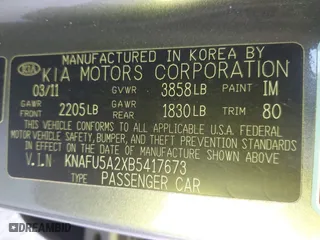 MANUFACTURED IN KOREA BY
KIA KIA MOTORS CORPORATION
03/11 GVWR 3858LB PAINT IM
GAWR FRONT 2205LB GAWR REAR 1830LB TRIM 80
THIS VEHICLE CONFORMS TO ALL APPLICABLE U.S.A. FEDERAL
MOTOR VEHICLE SAFETY, BUMPER, AND THEFT PREVENTION STANDARDS
IN EFFECT ON THE DATE OF MANUFACTURE SHOWN ABOVE.
V.I.N KNAFU5A2XB5417673
TYPE : PASSENGER CAR